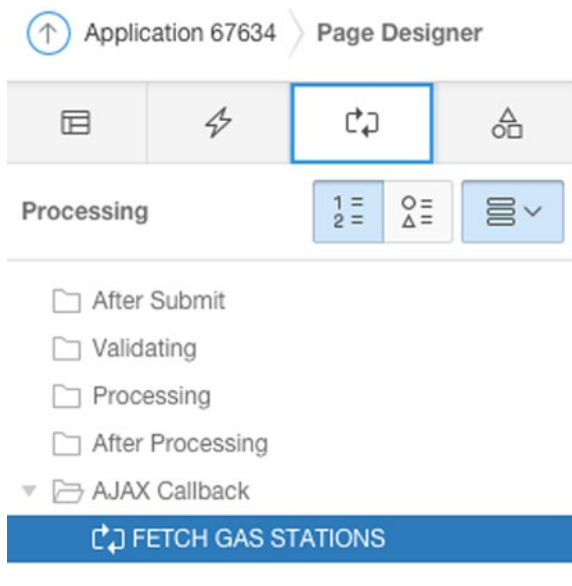 Application 67634 Page Designer
Processing
After Submit
Validating
Processing
After Processing
AJAX Callback
FETCH GAS STATIONS